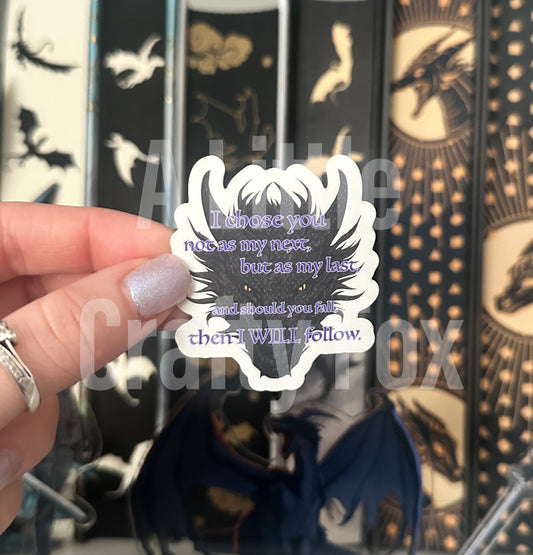 A Little
I chose you
not as my next,
but as my last
and should you fall
then I WILL follow.
Crafty Fox